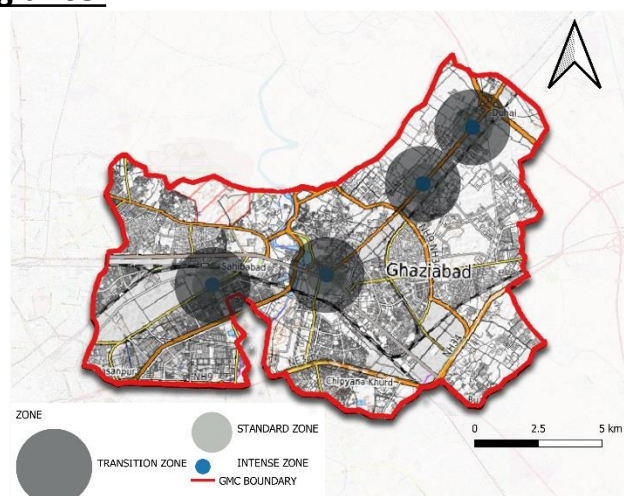 Duhai
NH34
Sahibabad
Ghaziabad
NH9
NH34
Chipyana Khurd
ZONE
STANDARD ZONE
TRANSITION ZONE
INTENSE ZONE
GMC BOUNDARY
0 2.5 5 km